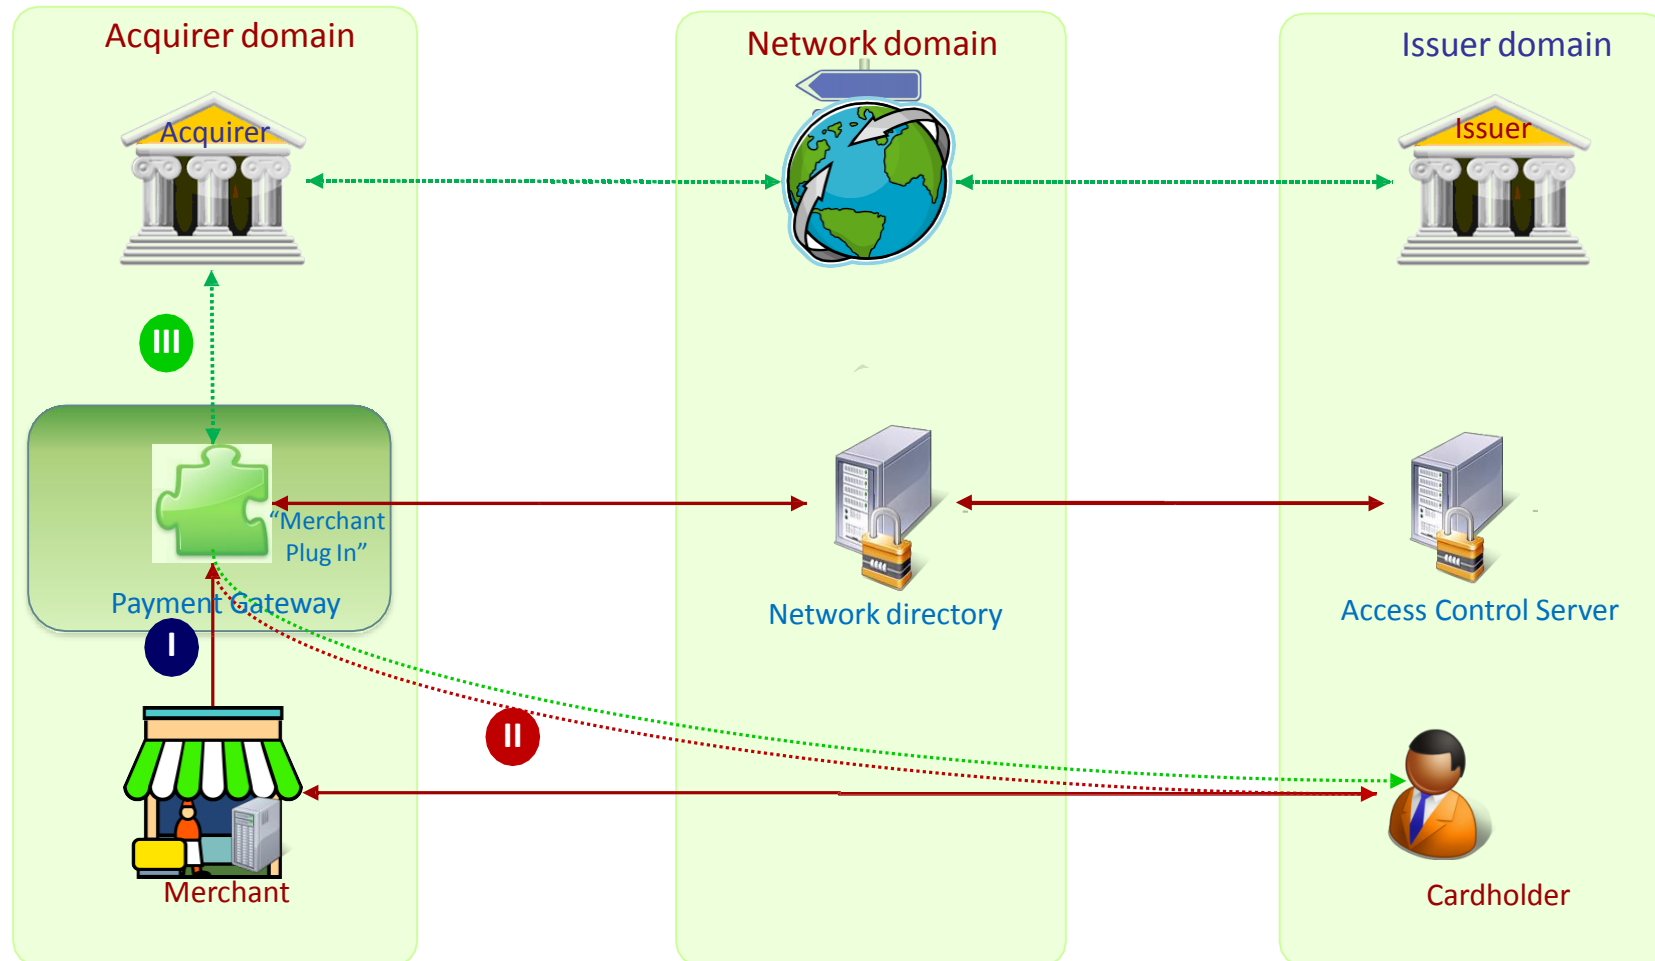 Acquirer domain
Network domain
Issuer domain
Acquirer
Issuer
III
“Merchant
Plug In”
Payment Gateway
Network directory
Access Control Server
I
II
Merchant
Cardholder